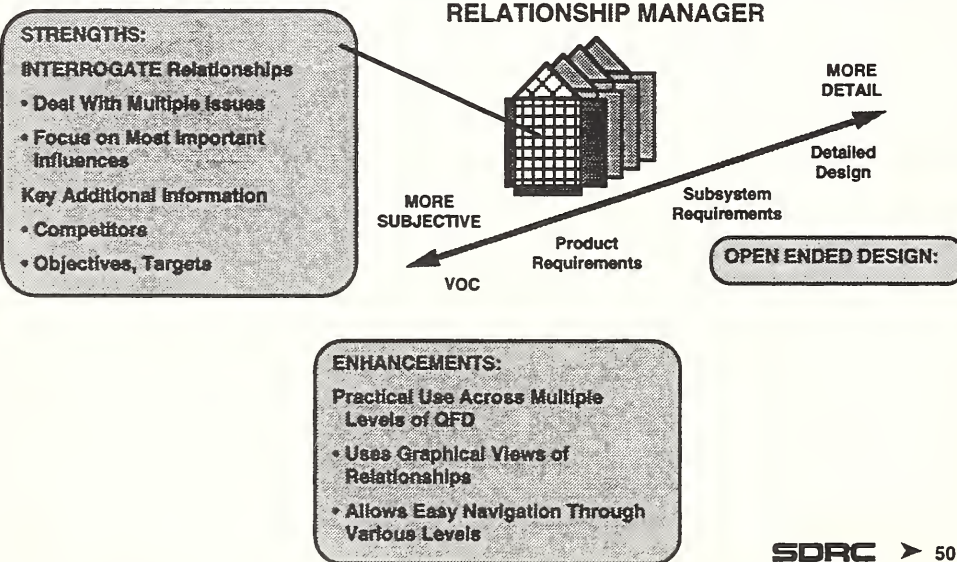 RELATIONSHIP MANAGER
STRENGTHS:
INTERROGATE Relationships
• Deal With Multiple Issues
• Focus on Most Important
Influences
Key Additional Information
• Competitors
• Objectives, Targets
MORE
DETAIL
Detailed
Design
Subsystem
Requirements
MORE
SUBJECTIVE
Product
Requirements
VOC
OPEN ENDED DESIGN:
ENHANCEMENTS:
Practical Use Across Multiple
Levels of QFD
• Uses Graphical Views of
Relationships
• Allows Easy Navigation Through
Various Levels
SDRC ➤ 50